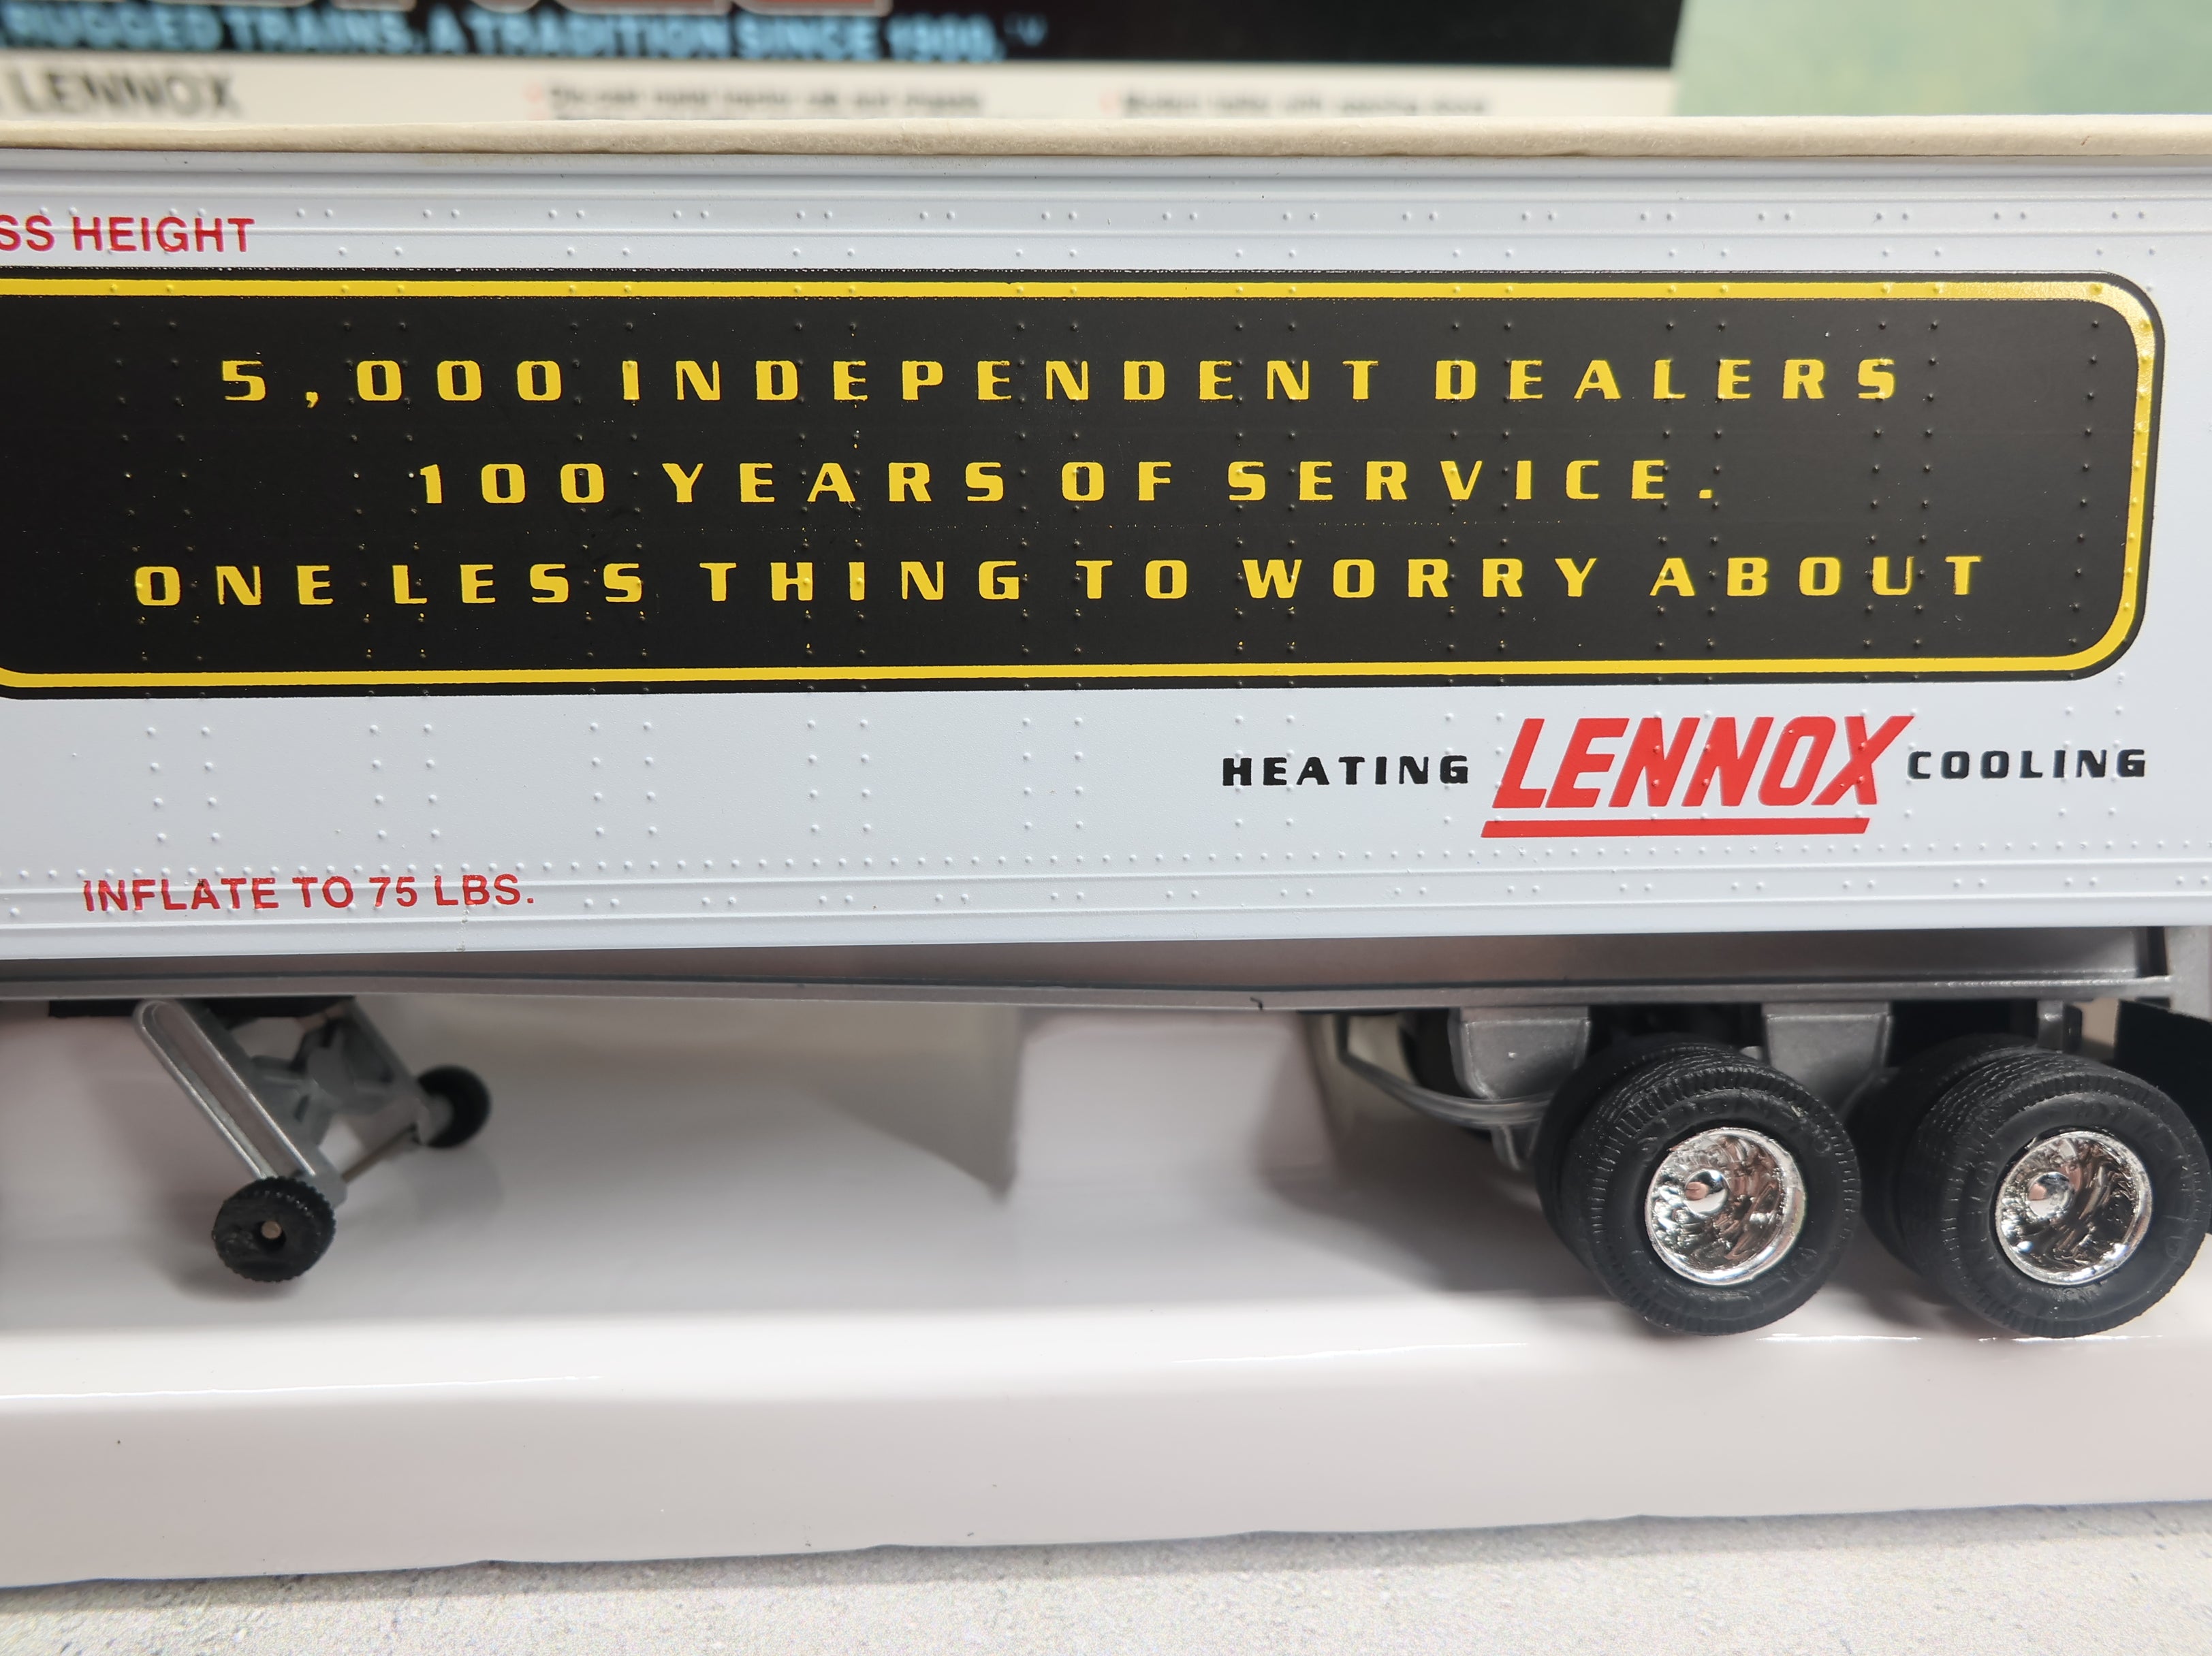 RUGGED TRAINS, A TRADITION SINCE 1900.
LENNOX
SS HEIGHT
5,000 INDEPENDENT DEALERS
100 YEARS OF SERVICE.
ONE LESS THING TO WORRY ABOUT
HEATING LENNOX COOLING
INFLATE TO 75 LBS.